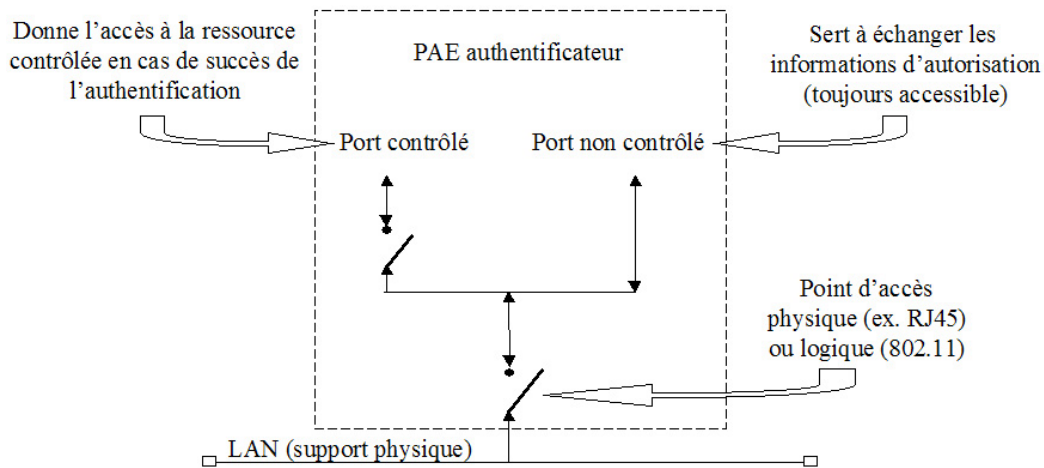 Donne l'accès à la ressource
contrôlée en cas de succès de
l'authentification
PAE authentificateur
Sert à échanger les
informations d'autorisation
(toujours accessible)
Port contrôlé
Port non contrôlé
Point d'accès
physique (ex. RJ45)
ou logique (802.11)
LAN (support physique)